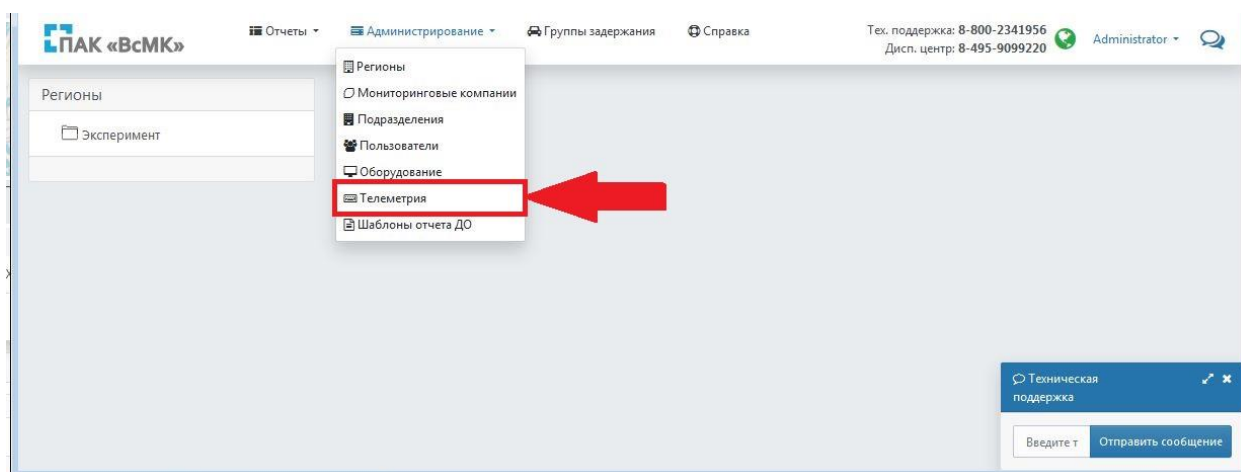 ПАК «ВсМК»
Отчеты
Администрирование
Группы задержания
Справка
Тех. поддержка: 8-800-2341956
Дисп. центр: 8-495-9099220
Administrator
Регионы
Эксперимент
Регионы
Мониторинговые компании
Подразделения
Пользователи
Оборудование
Телеметрия
Шаблоны отчета ДО
Техническая
поддержка
Введите т
Отправить сообщение